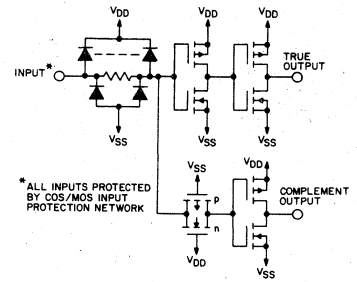 VDD
VDD
VDD
INPUT*
TRUE
OUTPUT
VSS
VSS
VSS
*ALL INPUTS PROTECTED
BY COS/MOS INPUT
PROTECTION NETWORK
VSS
p
n
VDD
VDD
COMPLEMENT
OUTPUT
VSS